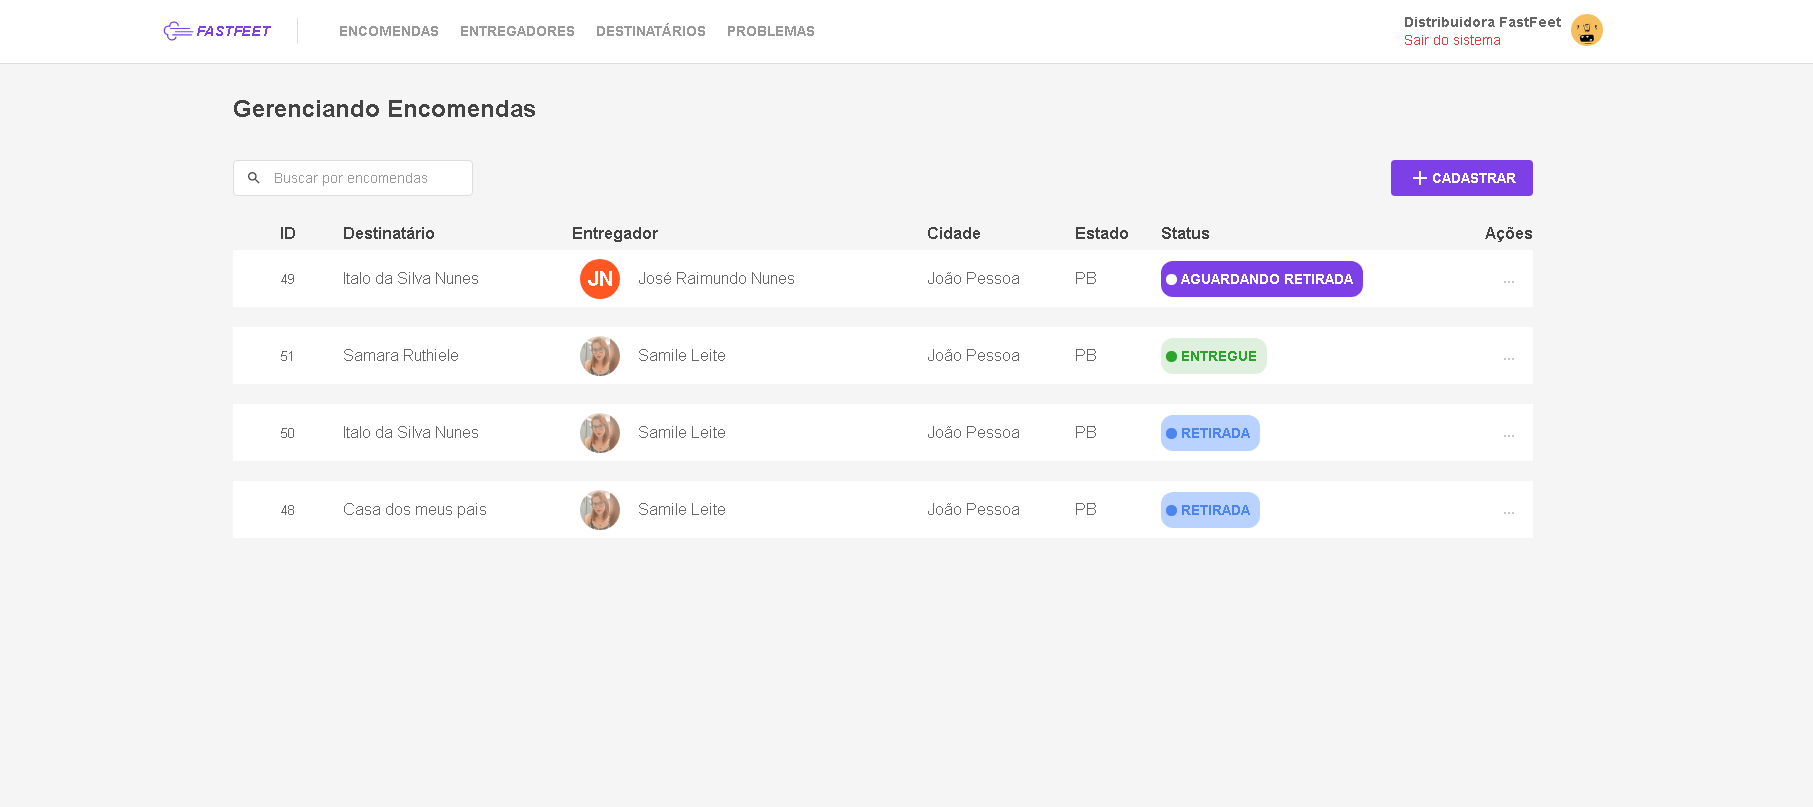 FASTFEET ENCOMENDAS ENTREGADORES DESTINATÁRIOS PROBLEMAS Distribuidora FastFeet
Sair do sistema
Gerenciando Encomendas
Buscar por encomendas CADASTRAR
ID Destinatário Entregador Cidade Estado Status Ações
49 Italo da Silva Nunes JN José Raimundo Nunes João Pessoa PB AGUARDANDO RETIRADA ...
51 Samara Ruthiele Samile Leite João Pessoa PB ENTREGUE ...
50 Italo da Silva Nunes Samile Leite João Pessoa PB RETIRADA ...
48 Casa dos meus pais Samile Leite João Pessoa PB RETIRADA ...